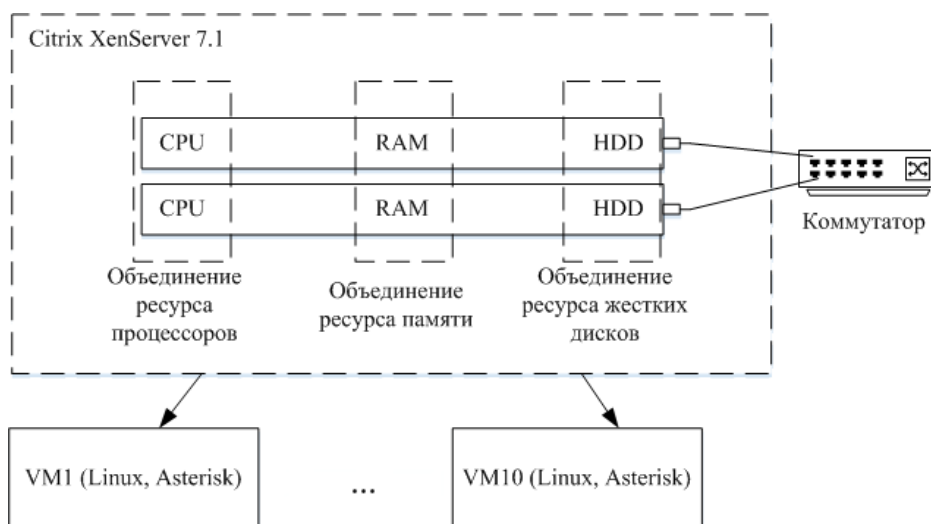 Citrix XenServer 7.1
CPU RAM HDD
CPU RAM HDD
Коммутатор
Объединение
ресурса
процессоров
Объединение
ресурса памяти
Объединение
ресурса жестких
дисков
VM1 (Linux, Asterisk)
...
VM10 (Linux, Asterisk)